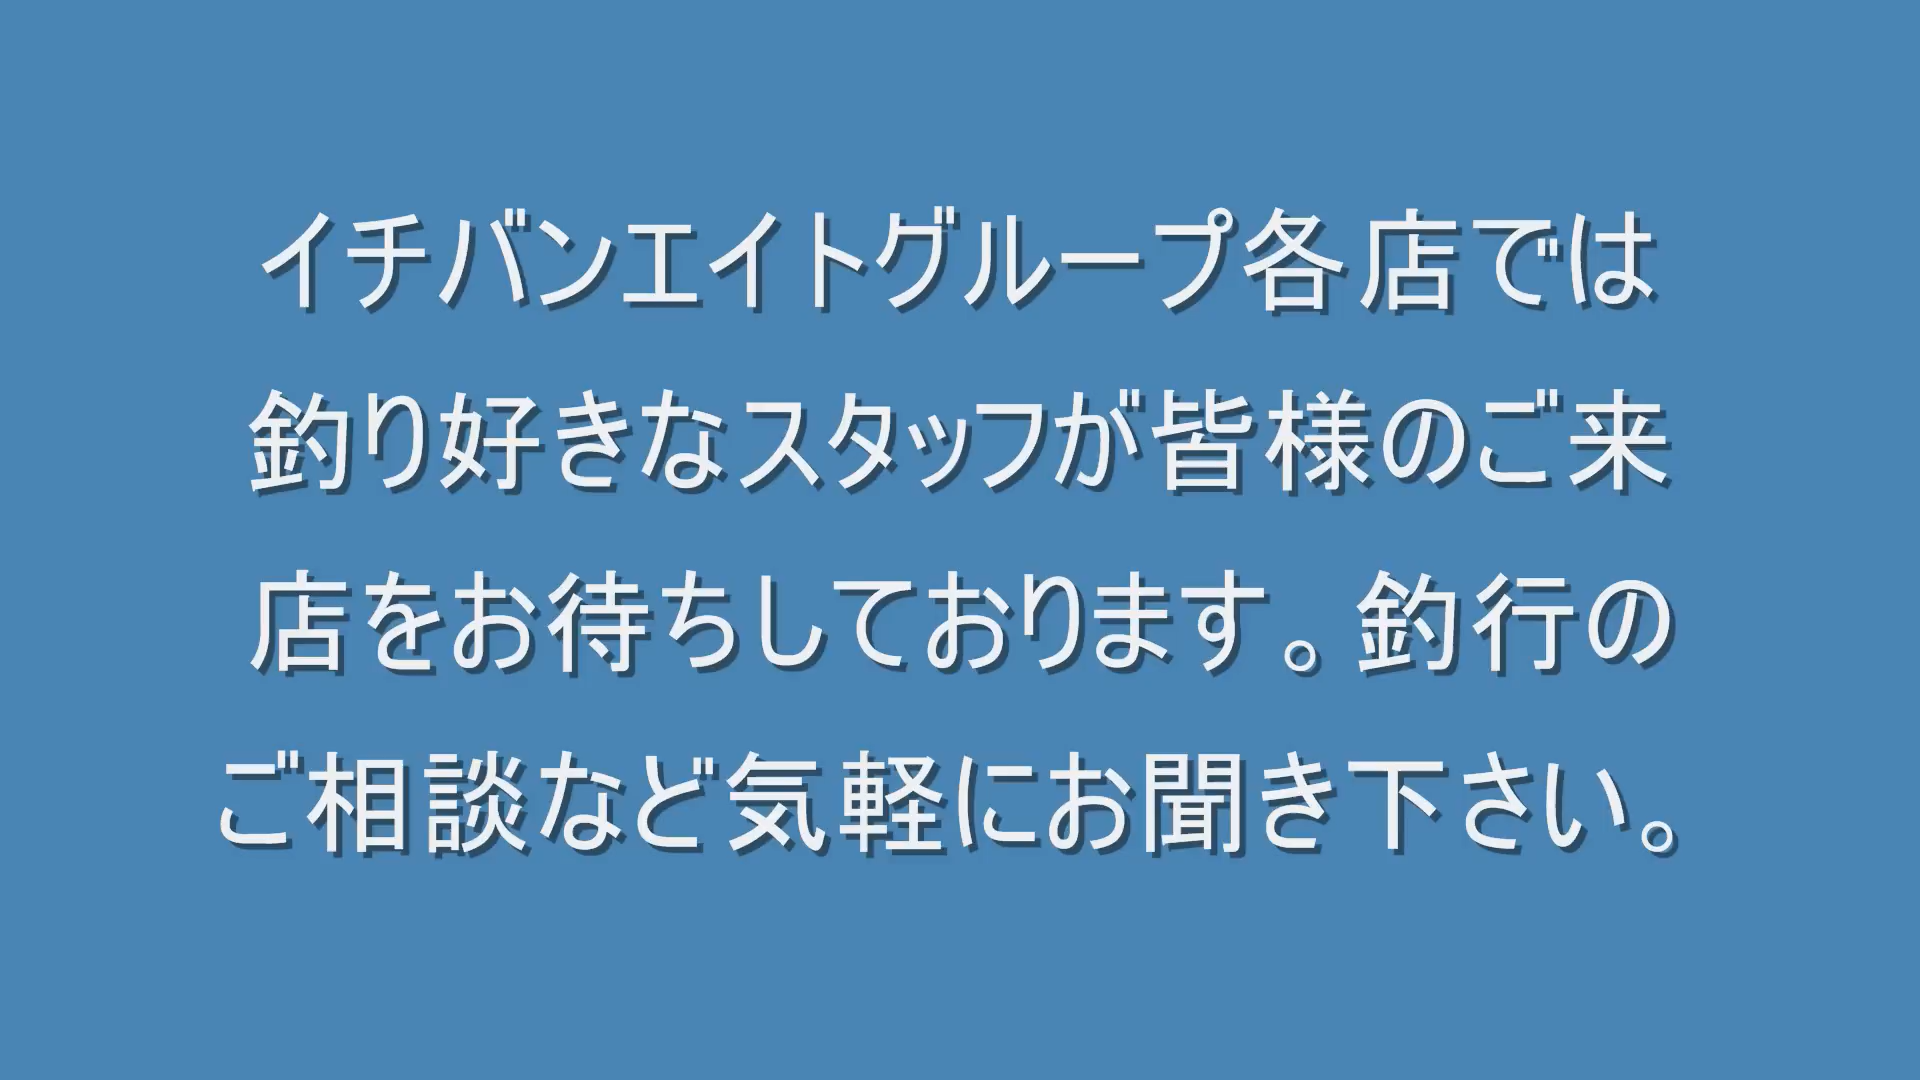 イチバンエイトグループ各店では
釣り好きなスタッフが皆様のご来
店をお待ちしております。釣行の
ご相談など気軽にお聞き下さい。